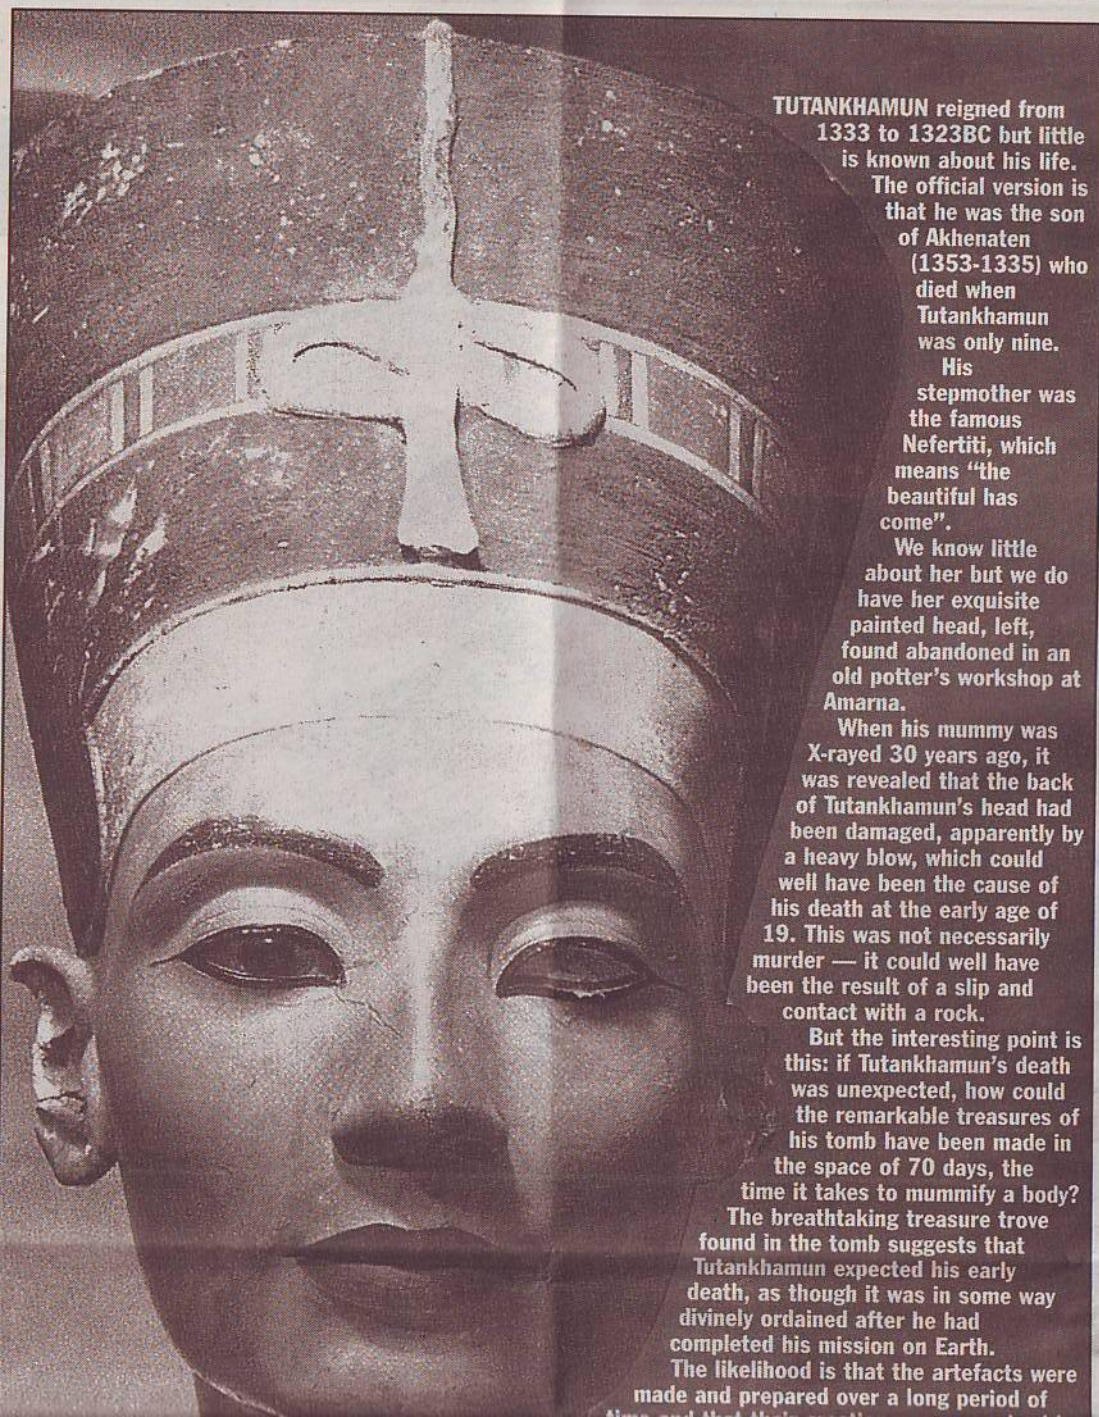 TUTANKHAMUN reigned from
1333 to 1323BC but little
is known about his life.
The official version is
that he was the son
of Akhenaten
(1353-1335) who
died when
Tutankhamun
was only nine.
His
stepmother was
the famous
Nefertiti, which
means “the
beautiful has
come”.
We know little
about her but we do
have her exquisite
painted head, left,
found abandoned in an
old potter’s workshop at
Amarna.
When his mummy was
X-rayed 30 years ago, it
was revealed that the back
of Tutankhamun’s head had
been damaged, apparently by
a heavy blow, which could
well have been the cause of
his death at the early age of
19. This was not necessarily
murder — it could well have
been the result of a slip and
contact with a rock.
But the interesting point is
this: if Tutankhamun’s death
was unexpected, how could
the remarkable treasures of
his tomb have been made in
the space of 70 days, the
time it takes to mummify a body?
The breathtaking treasure trove
found in the tomb suggests that
Tutankhamun expected his early
death, as though it was in some way
divinely ordained after he had
completed his mission on Earth.
The likelihood is that the artefacts were
made and prepared over a long period of
time and that their